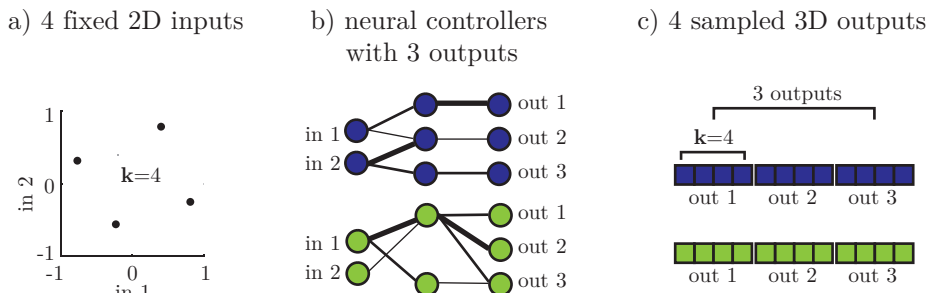 a) 4 fixed 2D inputs
1
0
-1
in 2
k=4
-1
0
1
in 1
b) neural controllers
with 3 outputs
in 1
in 2
out 1
out 2
out 3
in 1
in 2
out 1
out 2
out 3
c) 4 sampled 3D outputs
3 outputs
k=4
out 1 out 2 out 3
out 1 out 2 out 3